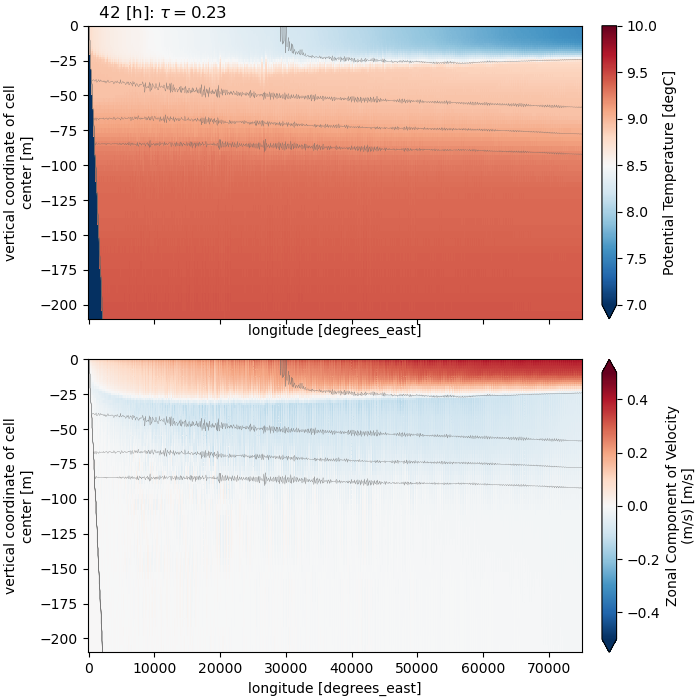 42 [h]: τ = 0.23
0
−25
−50
−75
−100
−125
−150
−175
−200
vertical coordinate of cell
center [m]
longitude [degrees_east]
10.0
9.5
9.0
8.5
8.0
7.5
7.0
Potential Temperature [degC]
0
−25
−50
−75
−100
−125
−150
−175
−200
vertical coordinate of cell
center [m]
0 10000 20000 30000 40000 50000 60000 70000
longitude [degrees_east]
0.4
0.2
0.0
−0.2
−0.4
Zonal Component of Velocity
(m/s) [m/s]